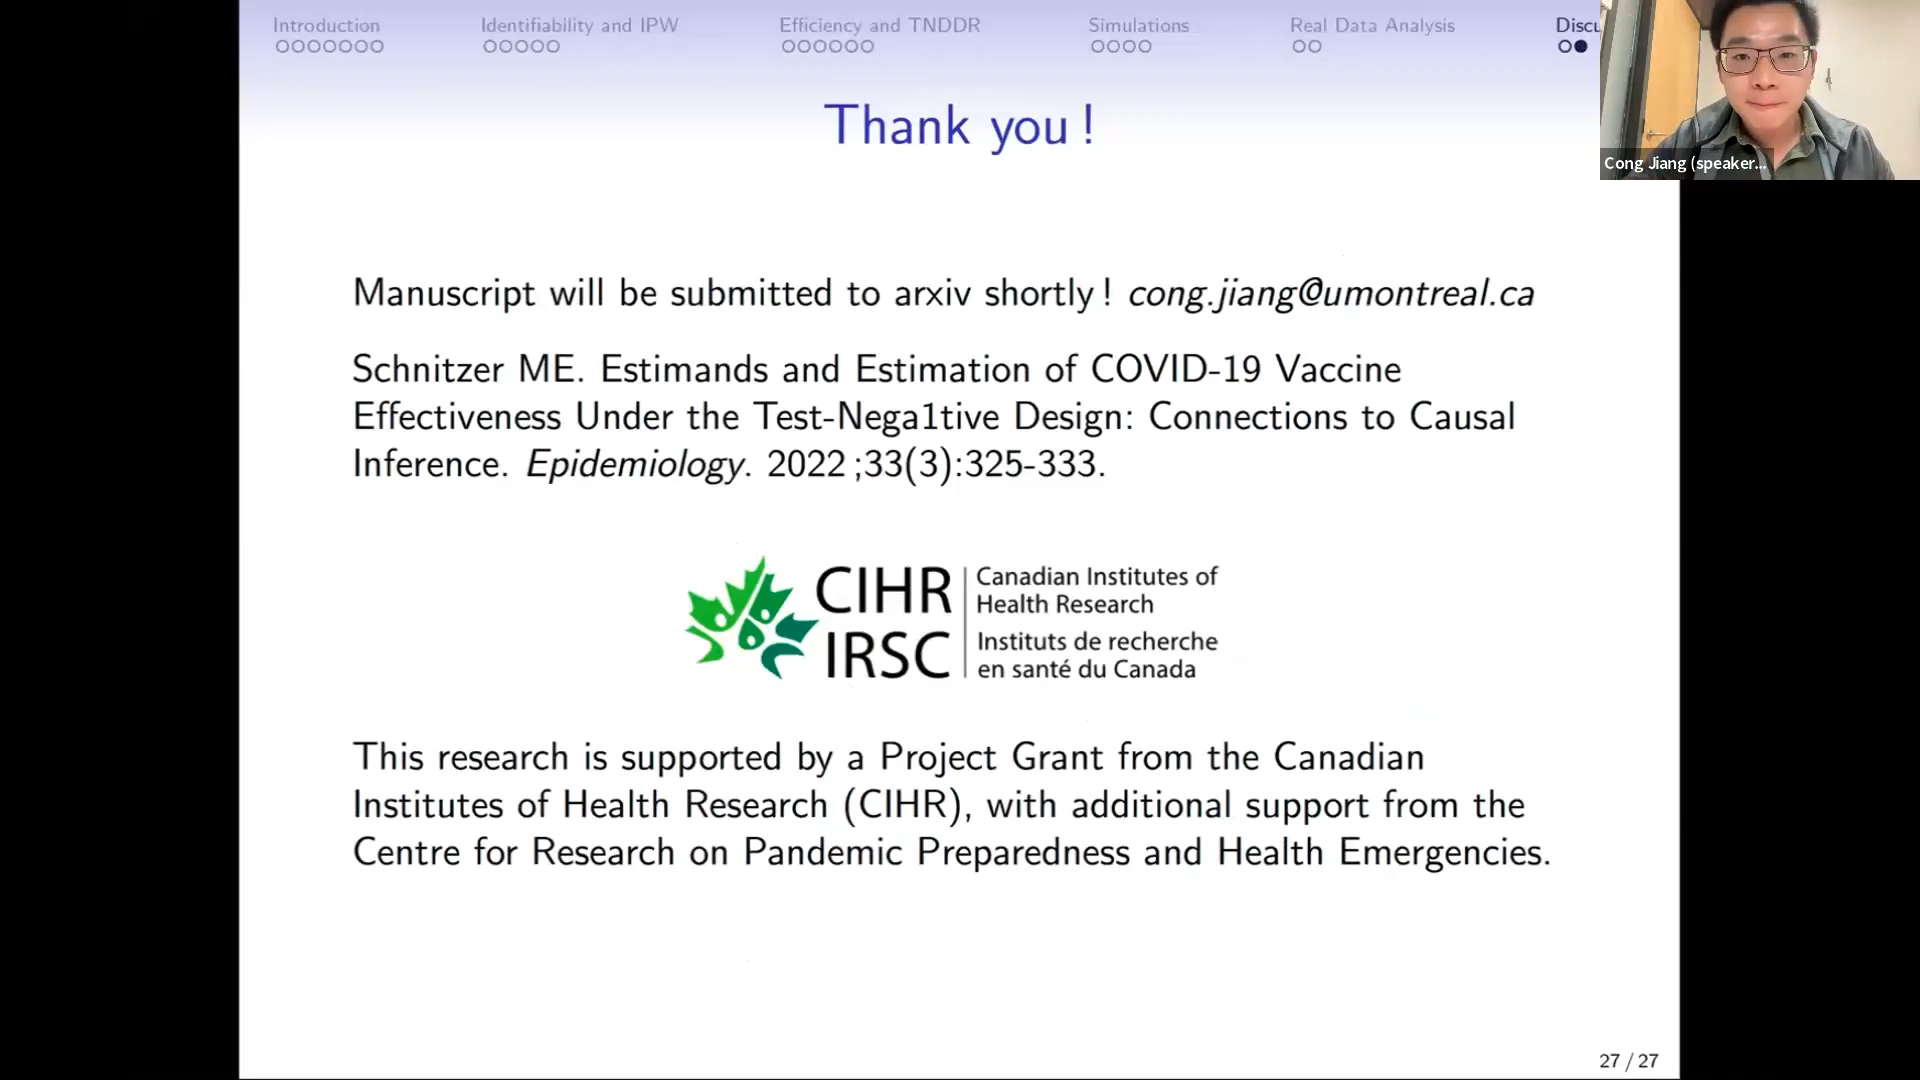 Introduction
Identifiability and IPW
Efficiency and TNDDR
Simulations
Real Data Analysis
Thank you !
Cong Jiang (speaker...
Manuscript will be submitted to arxiv shortly ! cong.jiang@umontreal.ca
Schnitzer ME. Estimands and Estimation of COVID-19 Vaccine
Effectiveness Under the Test-Nega1tive Design: Connections to Causal
Inference. Epidemiology. 2022 ;33(3):325-333.
CIHR
IRSC
Canadian Institutes of
Health Research
Instituts de recherche
en santé du Canada
This research is supported by a Project Grant from the Canadian
Institutes of Health Research (CIHR), with additional support from the
Centre for Research on Pandemic Preparedness and Health Emergencies.
27 / 27